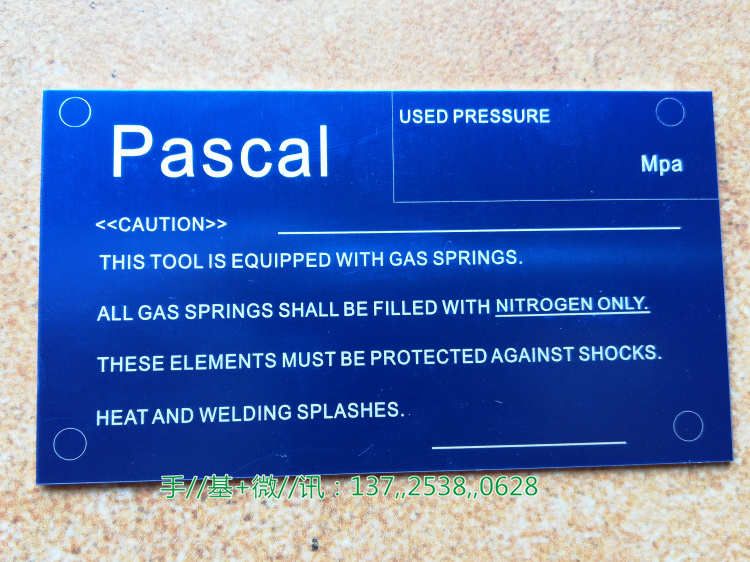 Pascal
USED PRESSURE
Mpa
<<CAUTION>>
THIS TOOL IS EQUIPPED WITH GAS SPRINGS.
ALL GAS SPRINGS SHALL BE FILLED WITH NITROGEN ONLY.
THESE ELEMENTS MUST BE PROTECTED AGAINST SHOCKS.
HEAT AND WELDING SPLASHES.
手//基+微//讯：137,,2538,,0628